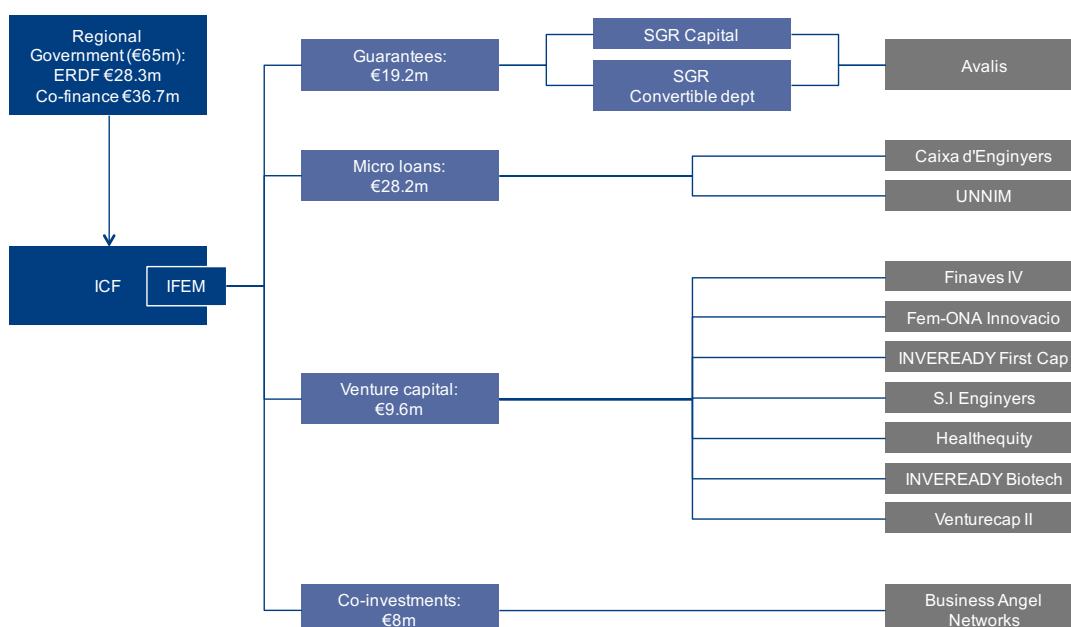 Regional
Government (€65m):
ERDF €28.3m
Co-finance €36.7m
ICF
IFEM
Guarantees:
€19.2m
SGR Capital
SGR
Convertible dept
Avalis
Micro loans:
€28.2m
Caixa d'Enginyers
UNNIM
Venture capital:
€9.6m
Finaves IV
Fem-ONA Innovacio
INVEREADY First Cap
S.I Enginyers
Healthequity
INVEREADY Biotech
Venturecap II
Co-investments:
€8m
Business Angel
Networks